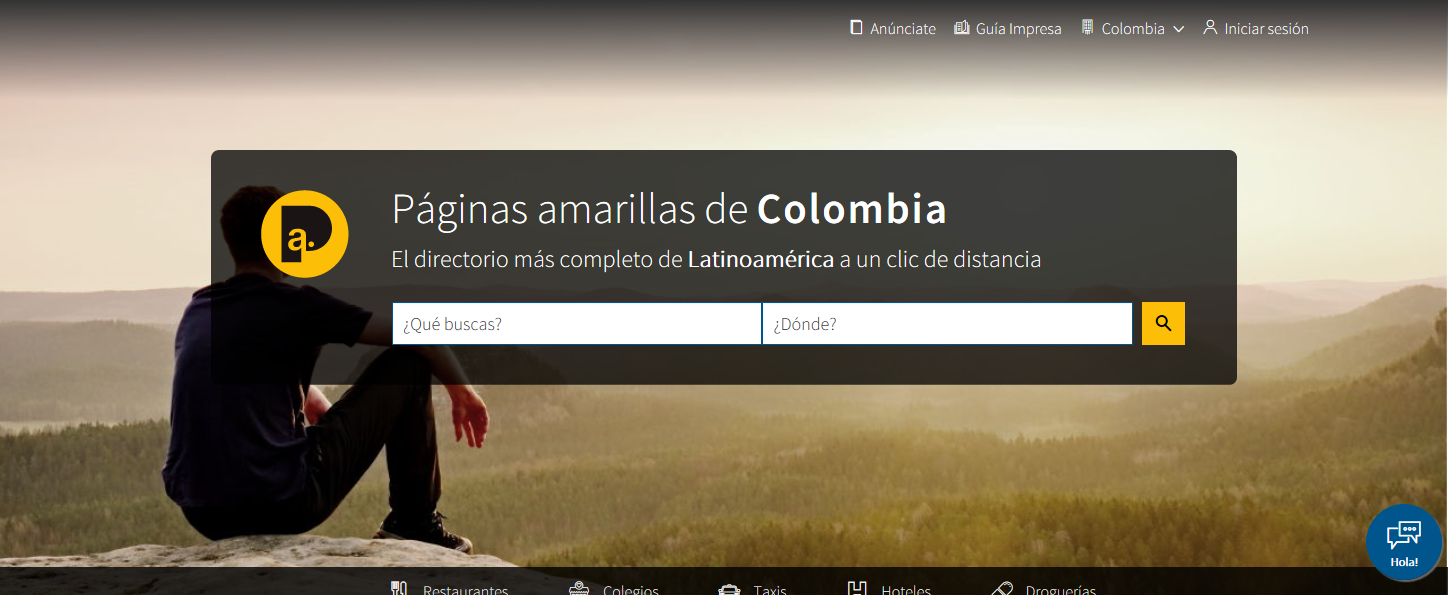 Anúnciate Guía Impresa Colombia Iniciar sesión
a.
Páginas amarillas de Colombia
El directorio más completo de Latinoamérica a un clic de distancia
¿Qué buscas? ¿Dónde?
Hola!
Restaurantes Colegios Taxis Hoteles Droguerías